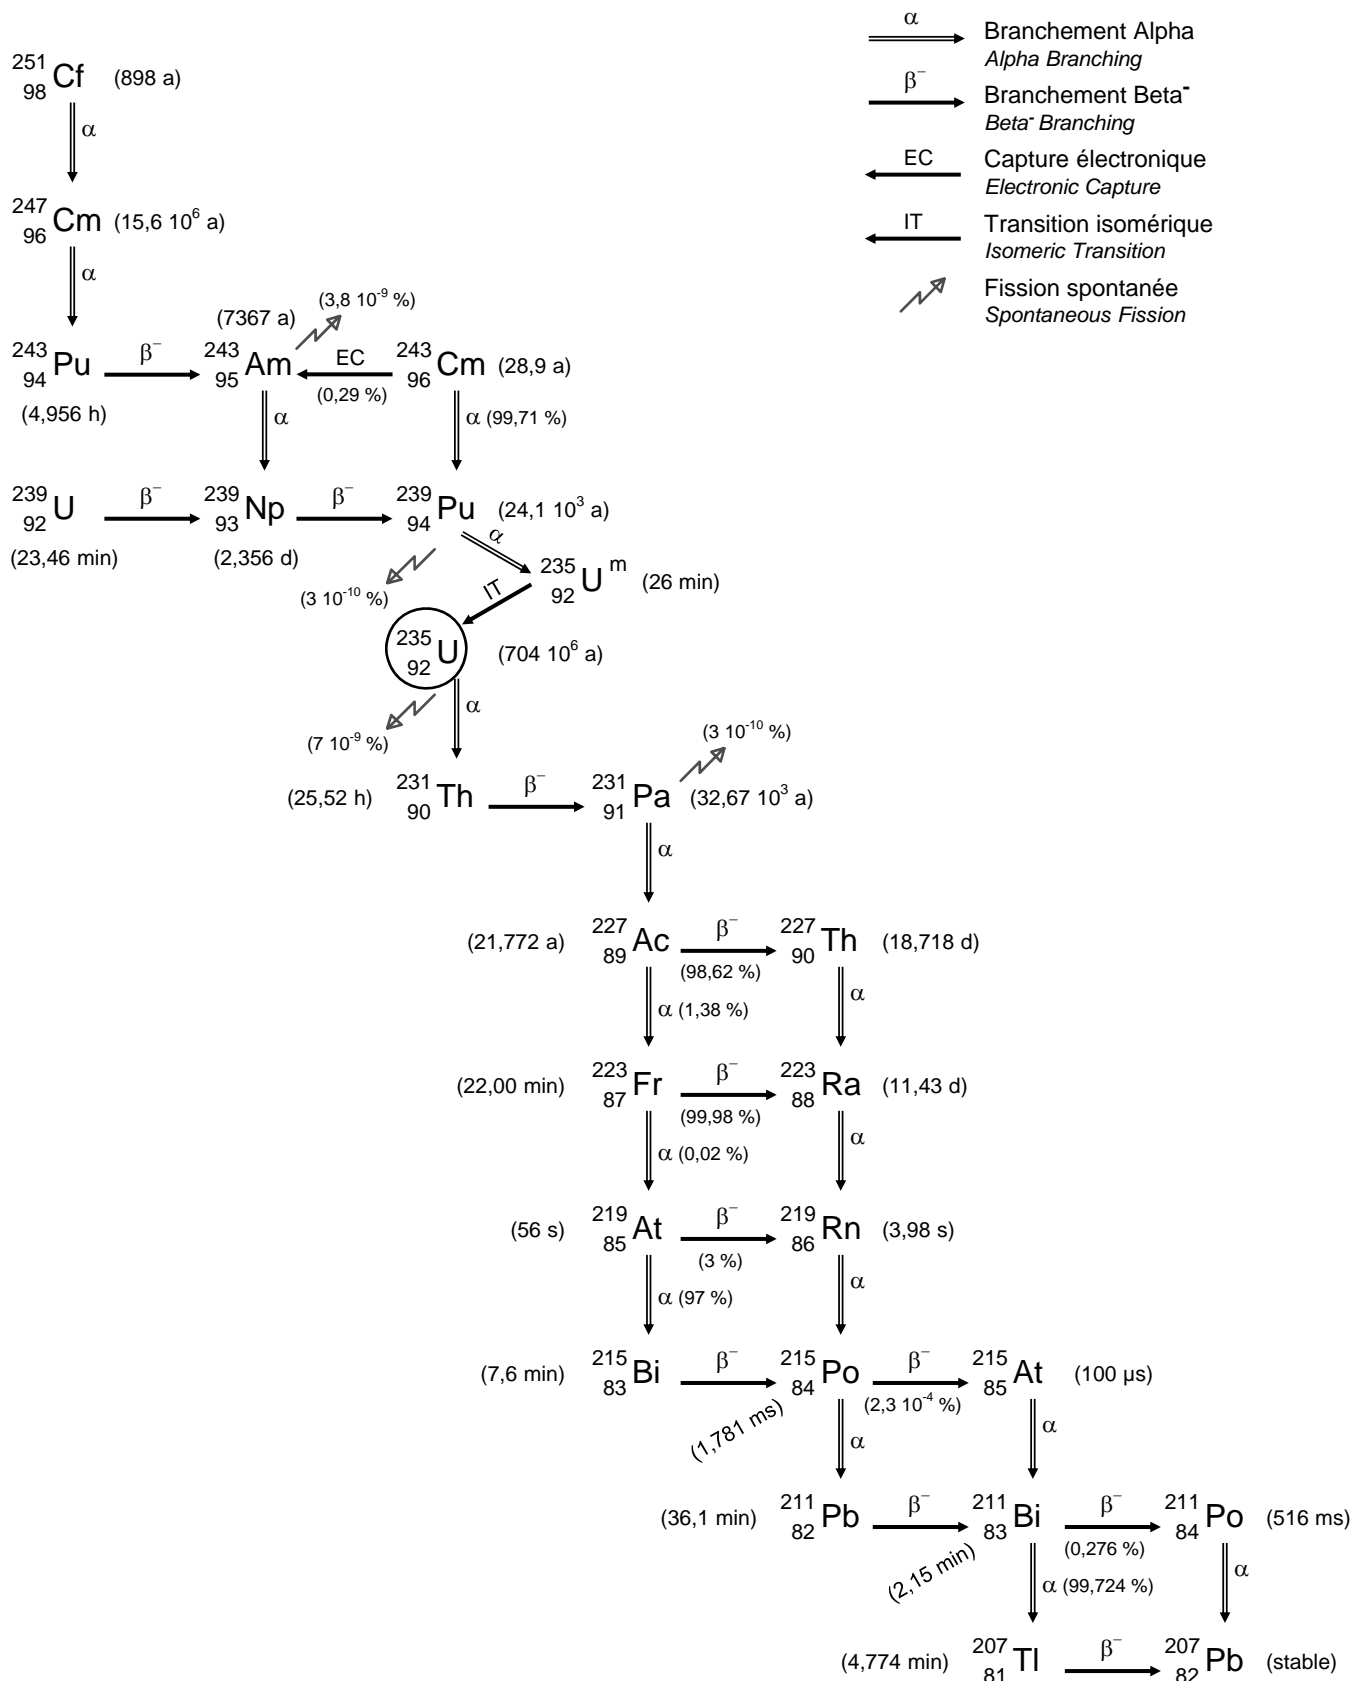 α
Branchement Alpha
Alpha Branching
β⁻
Branchement Beta⁻
Beta⁻ Branching
EC
Capture électronique
Electronic Capture
IT
Transition isomérique
Isomeric Transition
Fission spontanée
Spontaneous Fission
251 98 Cf (898 a)
α
247 96 Cm (15,6 10⁶ a)
α
(7367 a) (3,8 10⁻⁹ %)
243 94 Pu β⁻ 243 95 Am EC 243 96 Cm (28,9 a)
(4,956 h) (0,29 %)
α α (99,71 %)
239 92 U β⁻ 239 93 Np β⁻ 239 94 Pu (24,1 10³ a)
(23,46 min) (2,356 d) α
(3 10⁻¹⁰ %) IT 235 92 U m (26 min)
235 92 U (704 10⁶ a)
α
(7 10⁻⁹ %) (3 10⁻¹⁰ %)
(25,52 h) 231 90 Th β⁻ 231 91 Pa (32,67 10³ a)
α
(21,772 a) 227 89 Ac β⁻ 227 90 Th (18,718 d)
(98,62 %)
α (1,38 %) α
(22,00 min) 223 87 Fr β⁻ 223 88 Ra (11,43 d)
(99,98 %)
α (0,02 %) α
(56 s) 219 85 At β⁻ 219 86 Rn (3,98 s)
(3 %)
α (97 %) α
(7,6 min) 215 83 Bi β⁻ 215 84 Po β⁻ 215 85 At (100 µs)
(1,781 ms) (2,3 10⁻⁴ %)
α α
(36,1 min) 211 82 Pb β⁻ 211 83 Bi β⁻ 211 84 Po (516 ms)
(2,15 min) (0,276 %)
α (99,724 %) α
(4,774 min) 207 81 Tl β⁻ 207 82 Pb (stable)